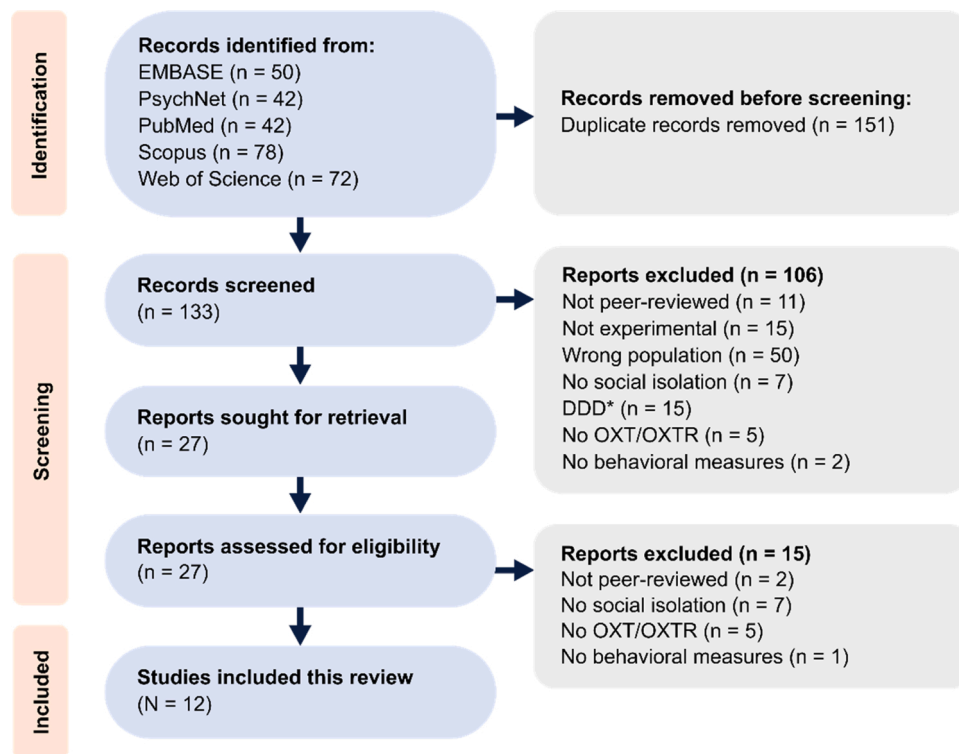 Identification
Records identified from:
EMBASE (n = 50)
PsychNet (n = 42)
PubMed (n = 42)
Scopus (n = 78)
Web of Science (n = 72)
Records removed before screening:
Duplicate records removed (n = 151)
Screening
Records screened
(n = 133)
Reports excluded (n = 106)
Not peer-reviewed (n = 11)
Not experimental (n = 15)
Wrong population (n = 50)
No social isolation (n = 7)
DDD* (n = 15)
No OXT/OXTR (n = 5)
No behavioral measures (n = 2)
Reports sought for retrieval
(n = 27)
Reports assessed for eligibility
(n = 27)
Reports excluded (n = 15)
Not peer-reviewed (n = 2)
No social isolation (n = 7)
No OXT/OXTR (n = 5)
No behavioral measures (n = 1)
Included
Studies included this review
(N = 12)